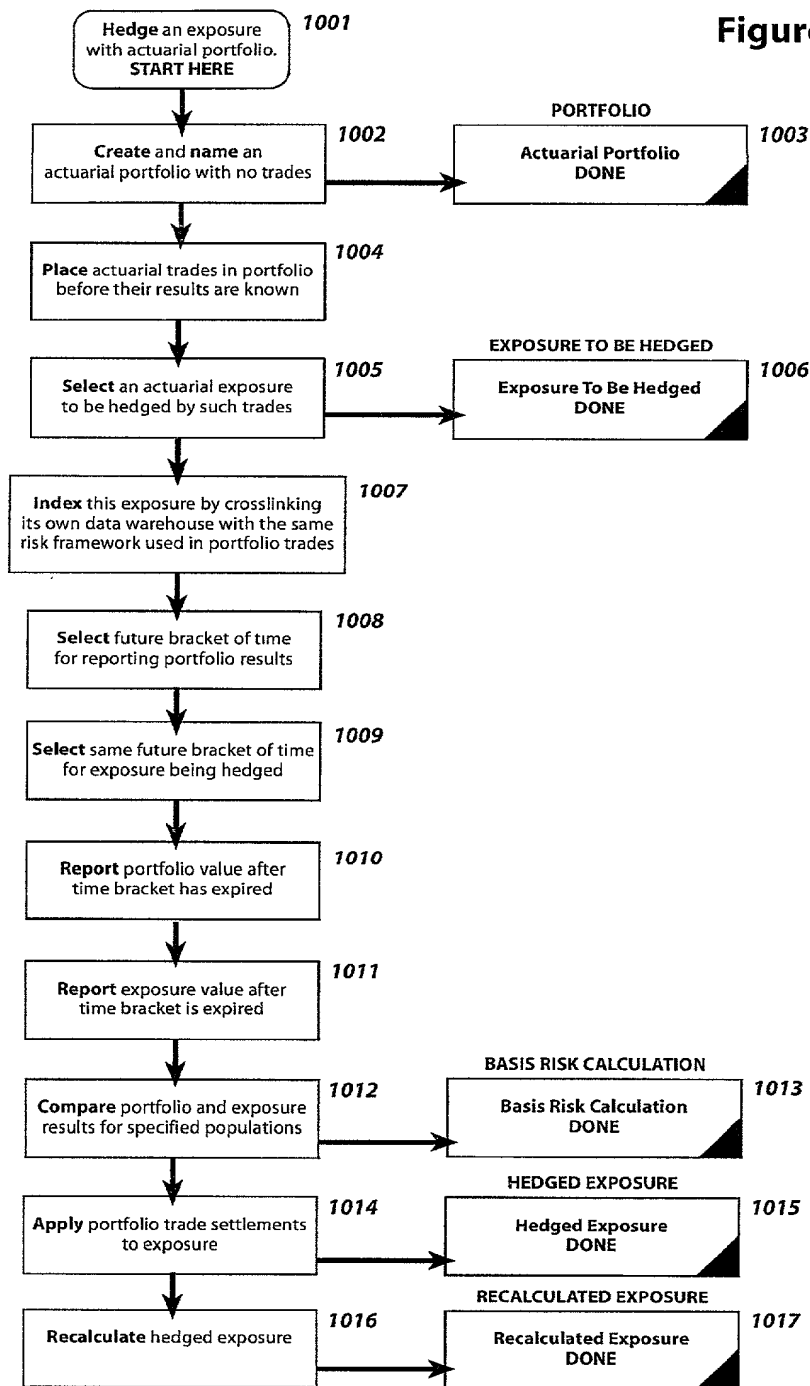 Figure
Hedge an exposure
with actuarial portfolio.
START HERE
1001
Create and name an
actuarial portfolio with no trades
1002
PORTFOLIO
Actuarial Portfolio
DONE
1003
Place actuarial trades in portfolio
before their results are known
1004
Select an actuarial exposure
to be hedged by such trades
1005
EXPOSURE TO BE HEDGED
Exposure To Be Hedged
DONE
1006
Index this exposure by crosslinking
its own data warehouse with the same
risk framework used in portfolio trades
1007
Select future bracket of time
for reporting portfolio results
1008
Select same future bracket of time
for exposure being hedged
1009
Report portfolio value after
time bracket has expired
1010
Report exposure value after
time bracket is expired
1011
Compare portfolio and exposure
results for specified populations
1012
BASIS RISK CALCULATION
Basis Risk Calculation
DONE
1013
Apply portfolio trade settlements
to exposure
1014
HEDGED EXPOSURE
Hedged Exposure
DONE
1015
Recalculate hedged exposure
1016
RECALCULATED EXPOSURE
Recalculated Exposure
DONE
1017